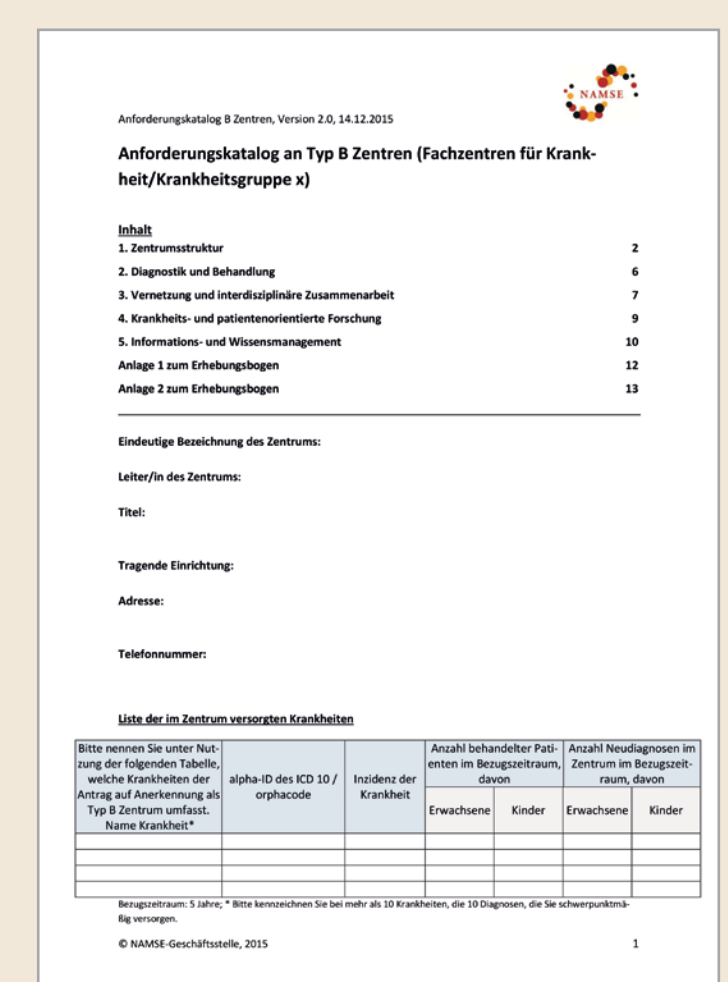 NAMSE
Anforderungskatalog B Zentren, Version 2.0, 14.12.2015
Anforderungskatalog an Typ B Zentren (Fachzentren für Krank-
heit/Krankheitsgruppe x)
Inhalt
1. Zentrumsstruktur 2
2. Diagnostik und Behandlung 6
3. Vernetzung und interdisziplinäre Zusammenarbeit 7
4. Krankheits- und patientenorientierte Forschung 9
5. Informations- und Wissensmanagement 10
Anlage 1 zum Erhebungsbogen 12
Anlage 2 zum Erhebungsbogen 13
Eindeutige Bezeichnung des Zentrums:
Leiter/in des Zentrums:
Titel:
Tragende Einrichtung:
Adresse:
Telefonnummer:
Liste der im Zentrum versorgten Krankheiten
Bitte nennen Sie unter Nut-
zung der folgenden Tabelle,
welche Krankheiten der
Antrag auf Anerkennung als
Typ B Zentrum umfasst.
Name Krankheit*
alpha-ID des ICD 10 /
orphacode
Inzidenz der
Krankheit
Anzahl behandelter Pati-
enten im Bezugszeitraum,
davon
Anzahl Neudiagnosen im
Zentrum im Bezugszeit-
raum, davon
Erwachsene Kinder Erwachsene Kinder
Bezugszeitraum: 5 Jahre; * Bitte kennzeichnen Sie bei mehr als 10 Krankheiten, die 10 Diagnosen, die Sie schwerpunktmä-
ßig versorgen.
© NAMSE-Geschäftsstelle, 2015 1